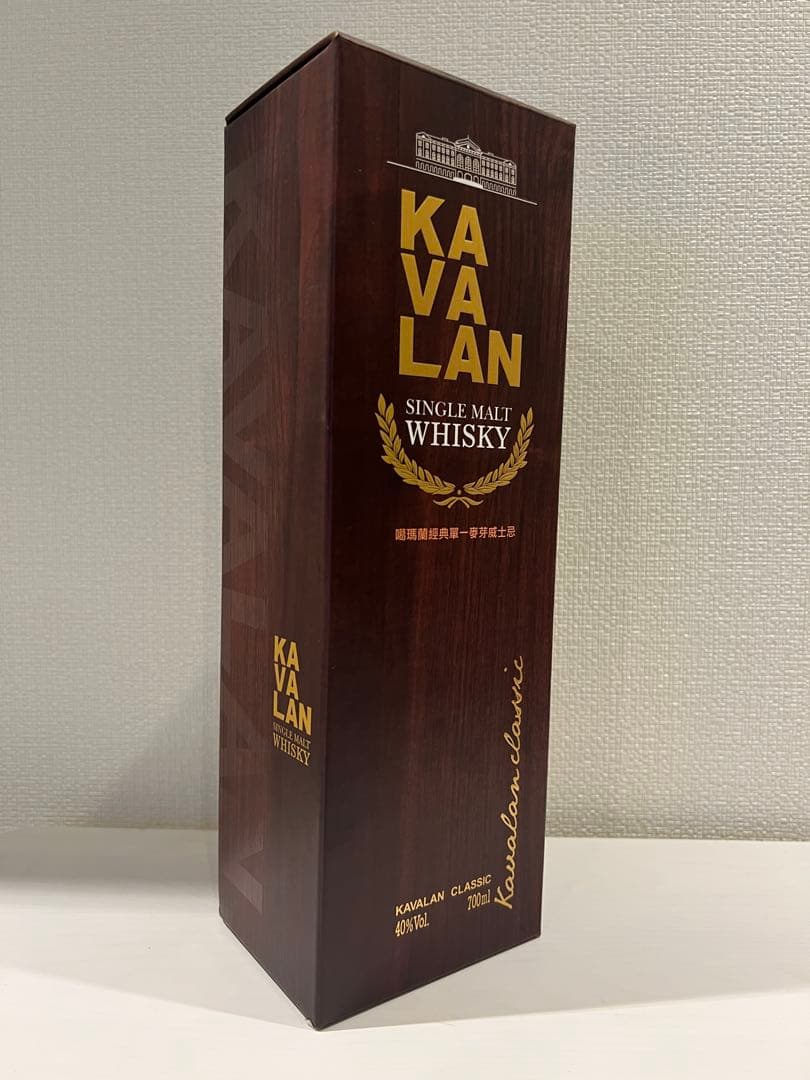 KA
VA
LAN
SINGLE MALT
WHISKY
噶瑪蘭經典單一麥芽威士忌
Kavalan classic
KAVALAN CLASSIC
40%Vol. 700ml
KAVALAN
KA
VA
LAN
SINGLE MALT
WHISKY